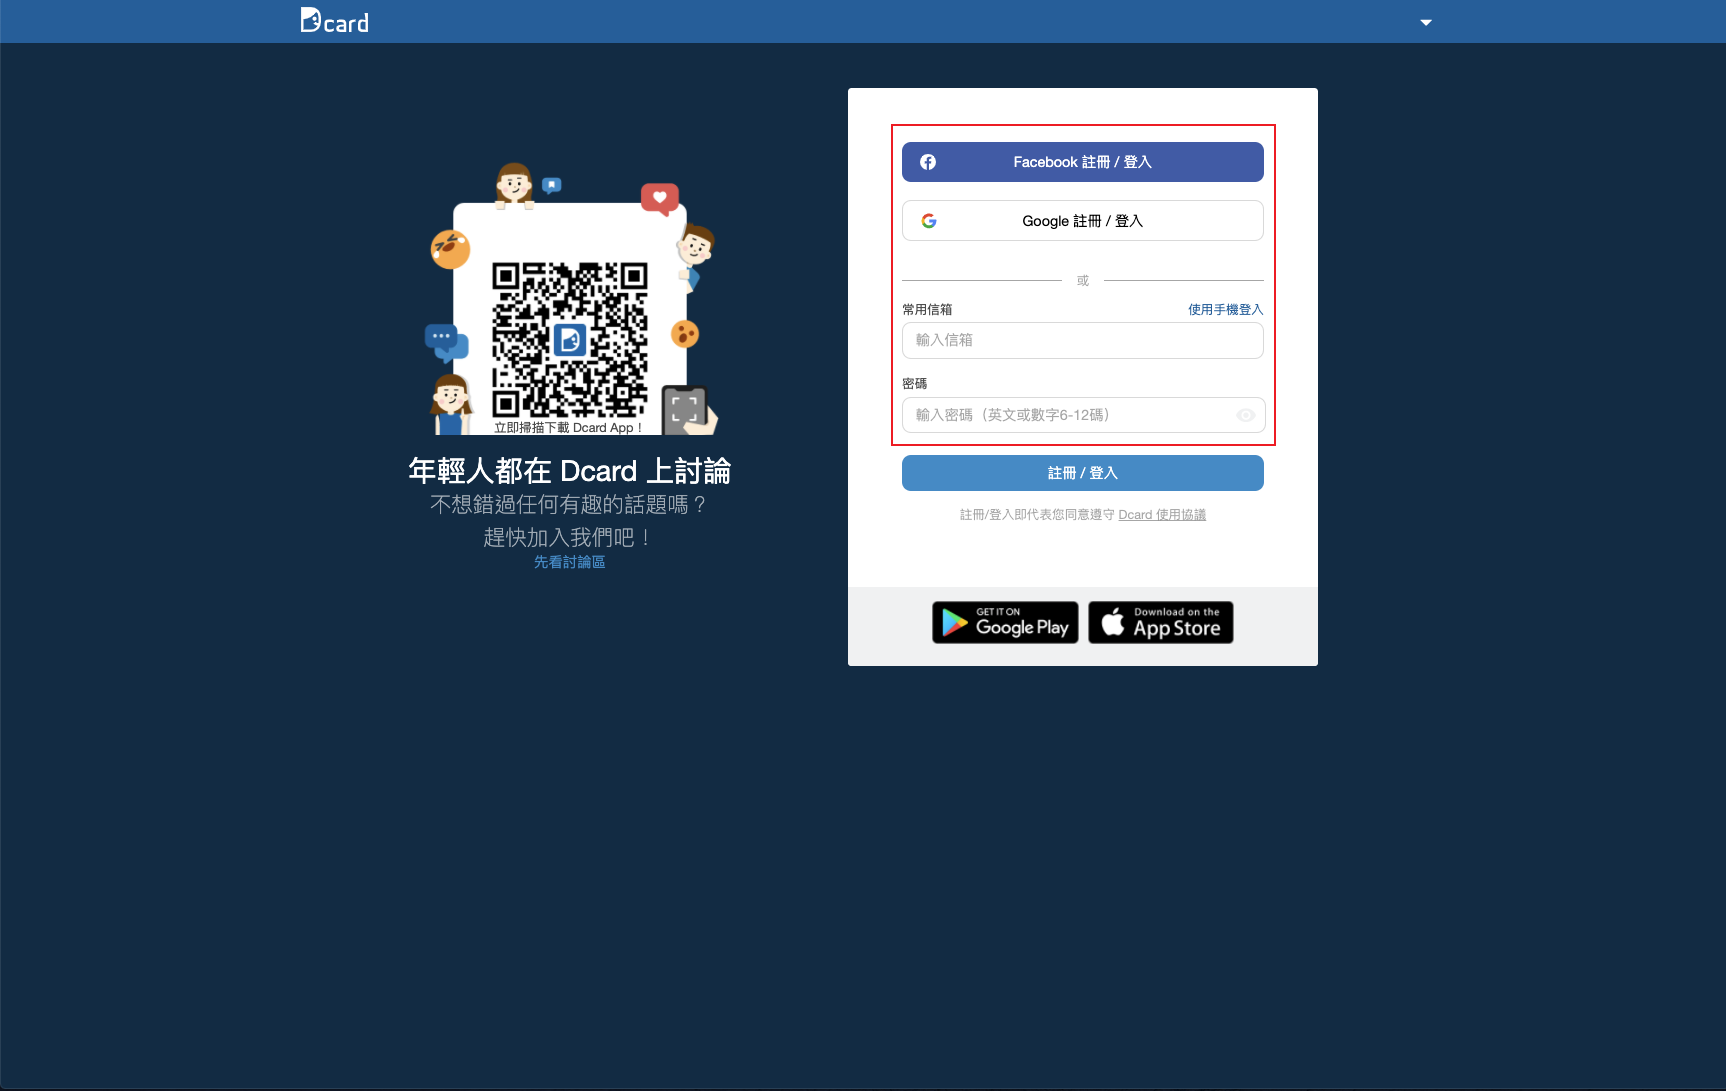 Dcard
立即掃描下載 Dcard App！
年輕人都在 Dcard 上討論
不想錯過任何有趣的話題嗎？
趕快加入我們吧！
先看討論區
Facebook 註冊 / 登入
Google 註冊 / 登入
或
常用信箱
使用手機登入
輸入信箱
密碼
輸入密碼（英文或數字6-12碼）
註冊 / 登入
註冊/登入即代表您同意遵守 Dcard 使用協議
GET IT ON
Google Play
Download on the
App Store